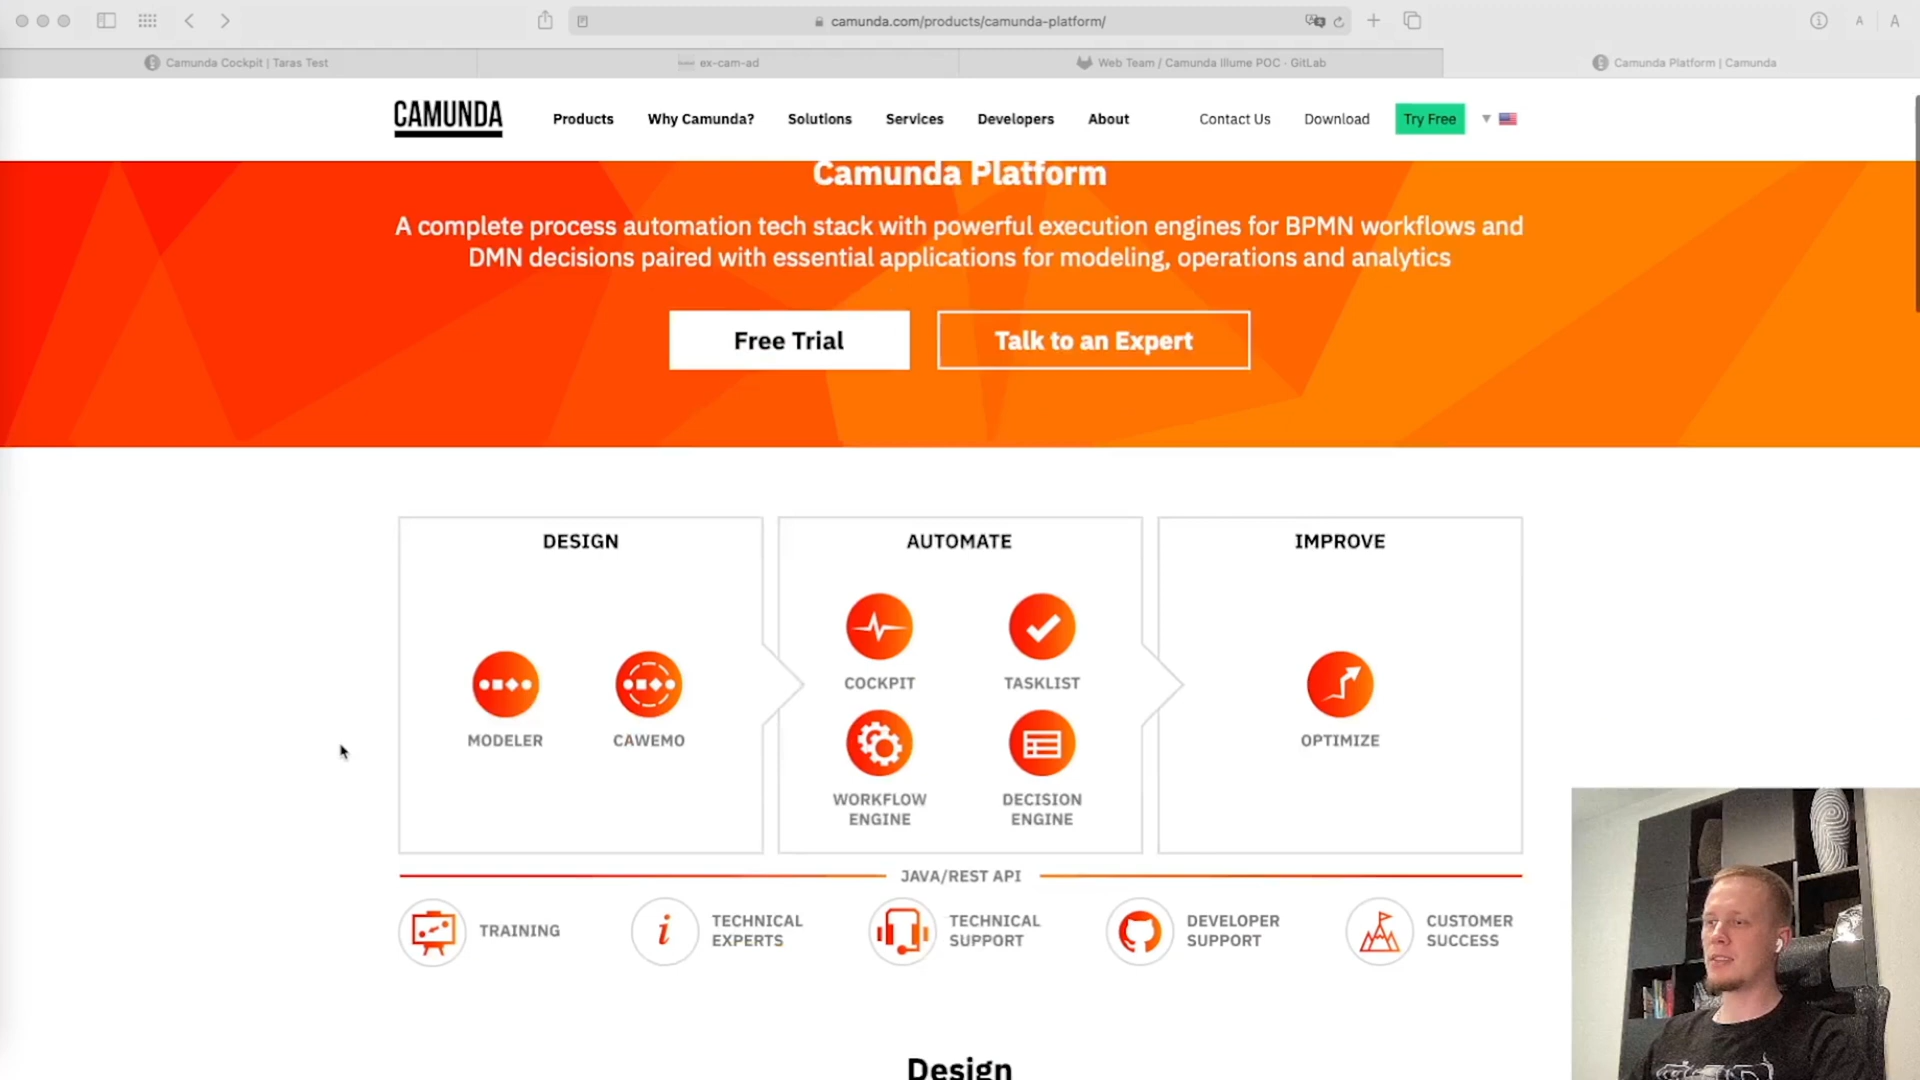 camunda.com/products/camunda-platform/
A A
Camunda Cockpit | Taras Test
ex-cam-ad
Web Team / Camunda Illume POC · GitLab
Camunda Platform | Camunda
CAMUNDA
Products Why Camunda? Solutions Services Developers About Contact Us Download Try Free
Camunda Platform
A complete process automation tech stack with powerful execution engines for BPMN workflows and
DMN decisions paired with essential applications for modeling, operations and analytics
Free Trial
Talk to an Expert
DESIGN
MODELER
CAWEMO
AUTOMATE
COCKPIT
TASKLIST
WORKFLOW
ENGINE
DECISION
ENGINE
IMPROVE
OPTIMIZE
JAVA/REST API
TRAINING
TECHNICAL
EXPERTS
TECHNICAL
SUPPORT
DEVELOPER
SUPPORT
CUSTOMER
SUCCESS
Design